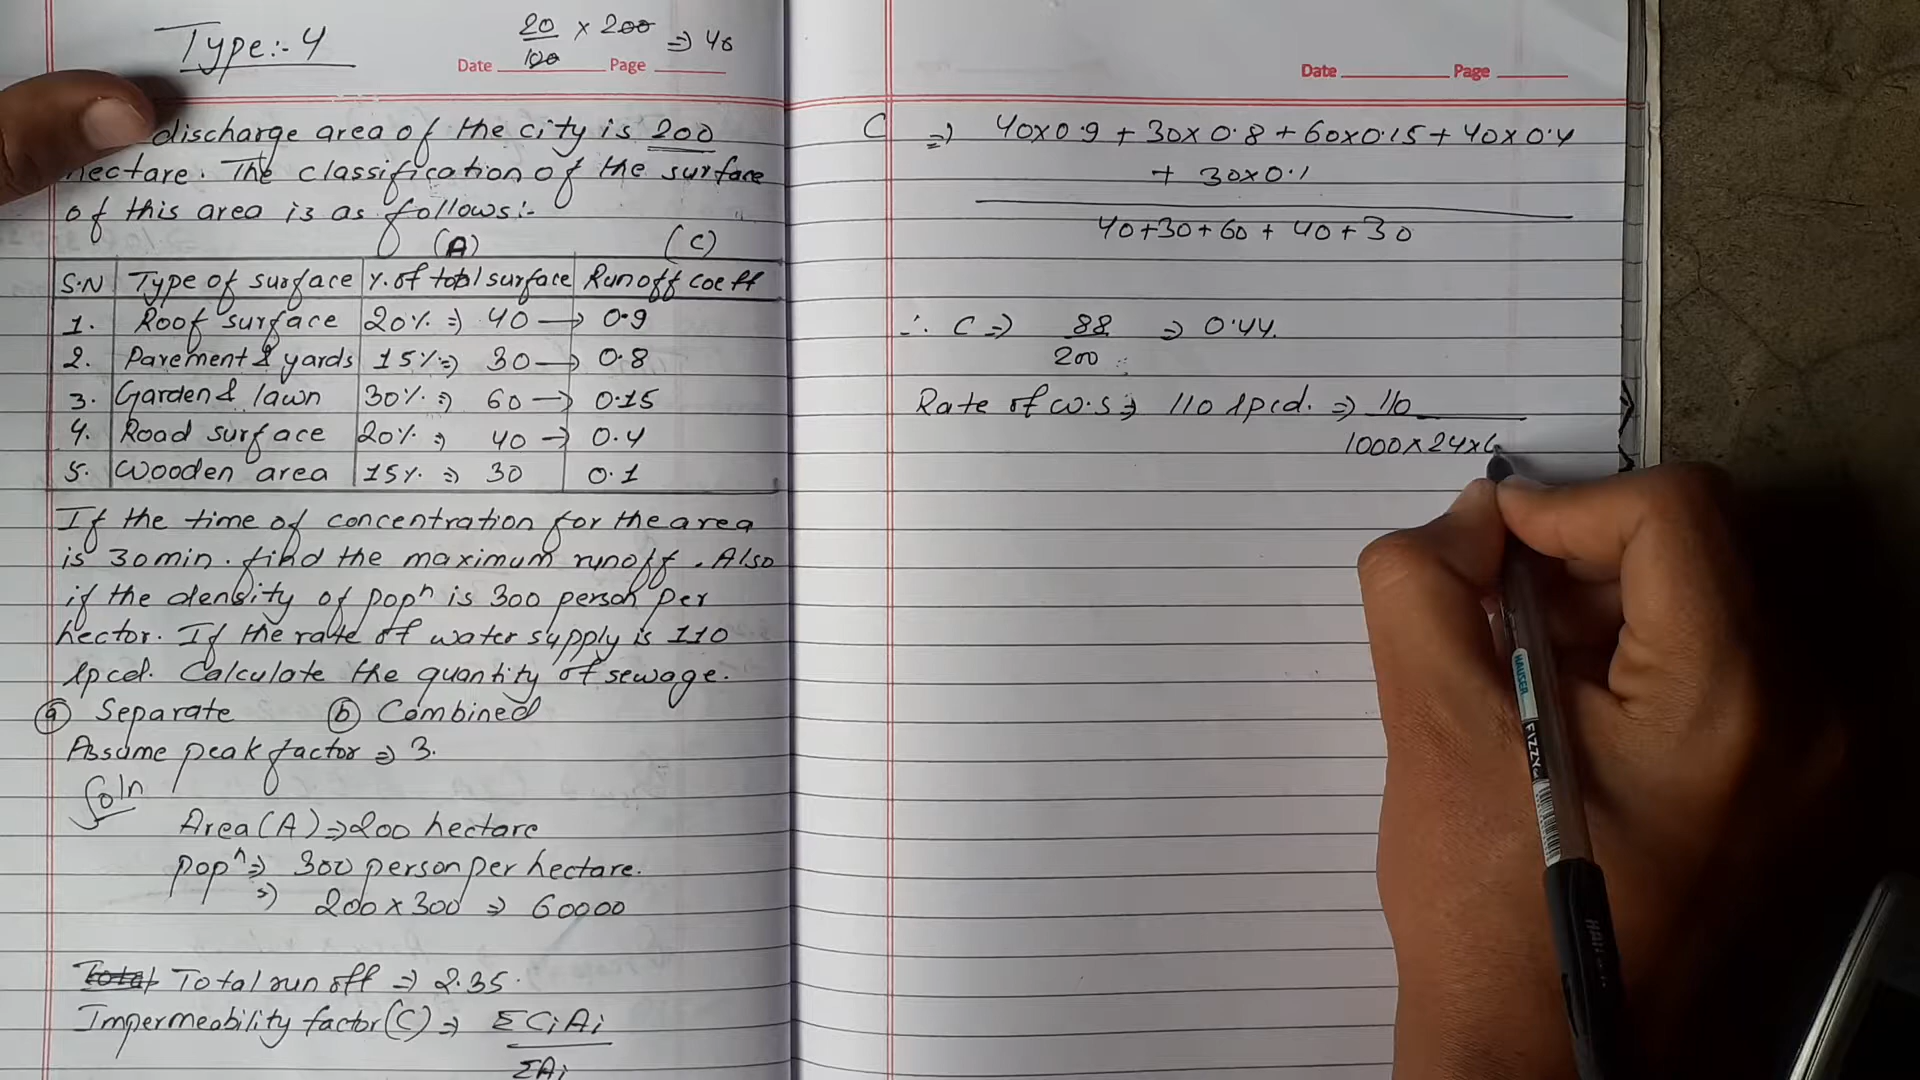 Type:- 4
20/100 × 200 ⇒ 40
Date Page
discharge area of the city is 200
hectare. The classification of the surface
of this area is as follows:-
(A) (C)
S.N Type of surface % of total surface Runoff coeff
1. Roof surface 20% ⇒ 40 → 0.9
2. Pavement & yards 15% ⇒ 30 → 0.8
3. Garden & lawn 30% ⇒ 60 → 0.15
4. Road surface 20% ⇒ 40 → 0.4
5. Wooden area 15% ⇒ 30 0.1
If the time of concentration for the area
is 30 min. find the maximum runoff. Also
if the density of popⁿ is 300 person per
hector. If the rate of water supply is 110
lpcd. Calculate the quantity of sewage.
(a) Separate (b) Combined
Assume peak factor ⇒ 3.
Soln
Area (A) ⇒ 200 hectare
popⁿ ⇒ 300 person per hectare.
⇒ 200 × 300 ⇒ 60000
Total run off ⇒ 2.35.
Impermeability factor (C) ⇒ ΣCiAi
ΣAi
Date Page
C ⇒ 40×0.9 + 30×0.8 + 60×0.15 + 40×0.4
+ 30×0.1
40+30+60+40+30
∴ C ⇒ 88 ⇒ 0.44.
200
Rate of w.s ⇒ 110 lpcd. ⇒ 110
1000×24×6
HAUSER
FIZZY